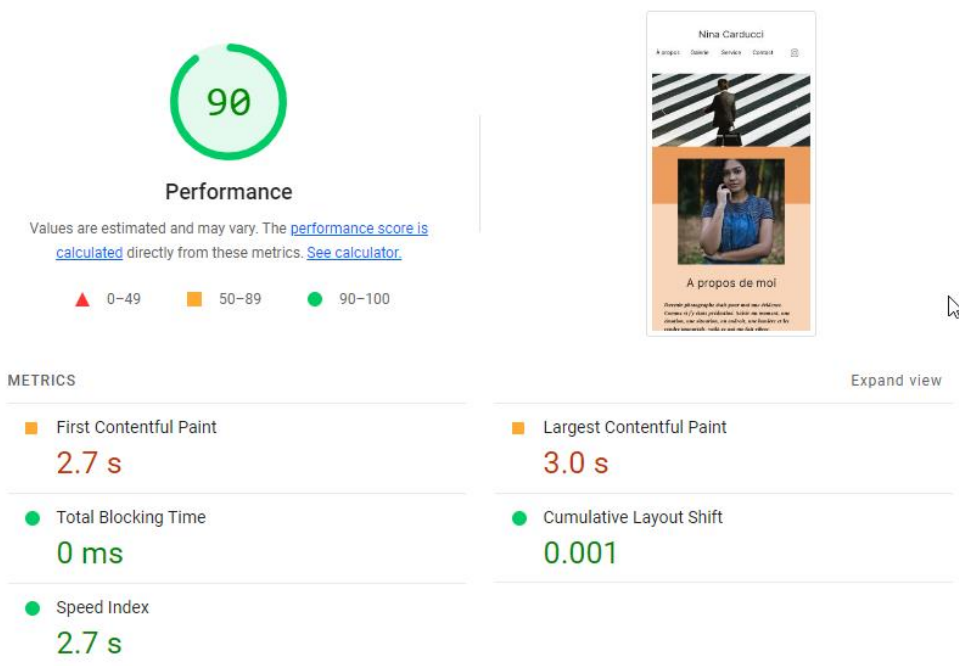 90
Performance
Values are estimated and may vary. The performance score is
calculated directly from these metrics. See calculator.
0–49
50–89
90–100
Nina Carducci
A propos Galerie Service Contact
A propos de moi
METRICS
Expand view
First Contentful Paint
2.7 s
Largest Contentful Paint
3.0 s
Total Blocking Time
0 ms
Cumulative Layout Shift
0.001
Speed Index
2.7 s